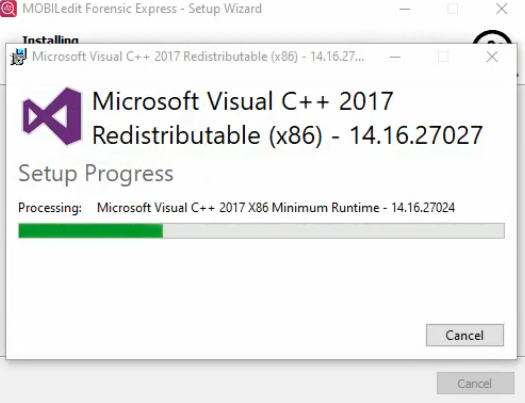 MOBILedit Forensic Express - Setup Wizard
Installing
Microsoft Visual C++ 2017 Redistributable (x86) - 14.16.27...
Microsoft Visual C++ 2017
Redistributable (x86) - 14.16.27027
Setup Progress
Processing: Microsoft Visual C++ 2017 X86 Minimum Runtime - 14.16.27024
Cancel
Cancel